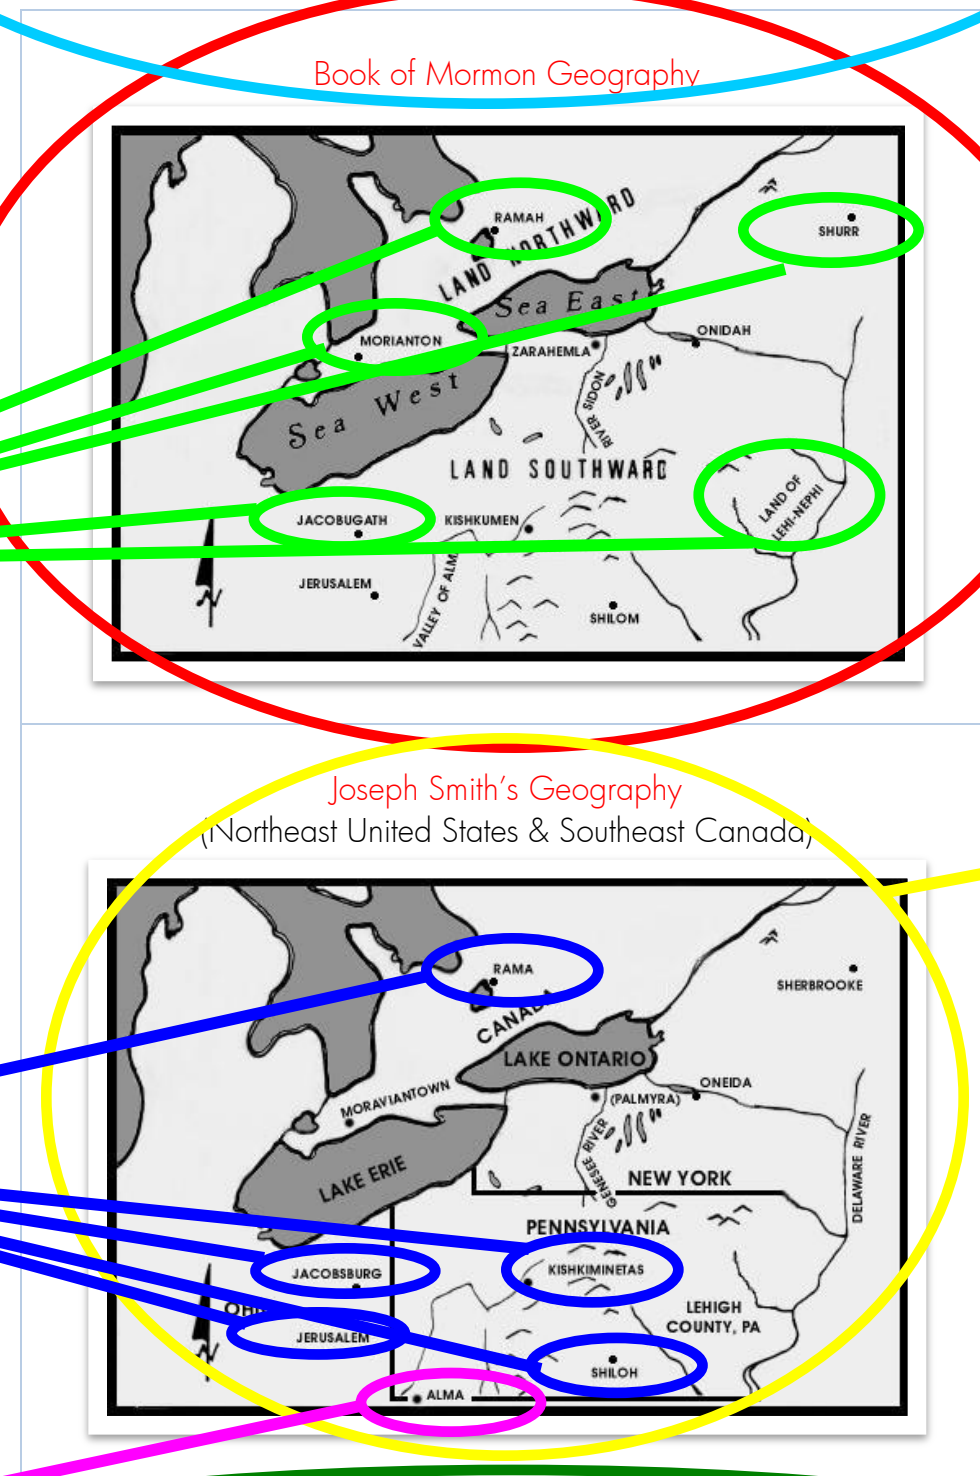 Book of Mormon Geography
RAMAH
LAND NORTHWARD
SHURR
Sea East
MORIANTON
ZARAHEMLA
ONIDAH
Sea West
RIVER SIDON
LAND SOUTHWARD
LAND OF
LEHI-NEPHI
JACOBUGATH
KISHKUMEN
JERUSALEM
VALLEY OF ALMA
SHILOM
N
Joseph Smith's Geography
(Northeast United States & Southeast Canada)
RAMA
SHERBROOKE
CANADA
LAKE ONTARIO
MORAVIANTOWN
(PALMYRA)
ONEIDA
LAKE ERIE
GENESEE RIVER
DELAWARE RIVER
NEW YORK
PENNSYLVANIA
JACOBSBURG
KISHKIMINETAS
OHIO
LEHIGH
COUNTY, PA
JERUSALEM
SHILOH
N
ALMA